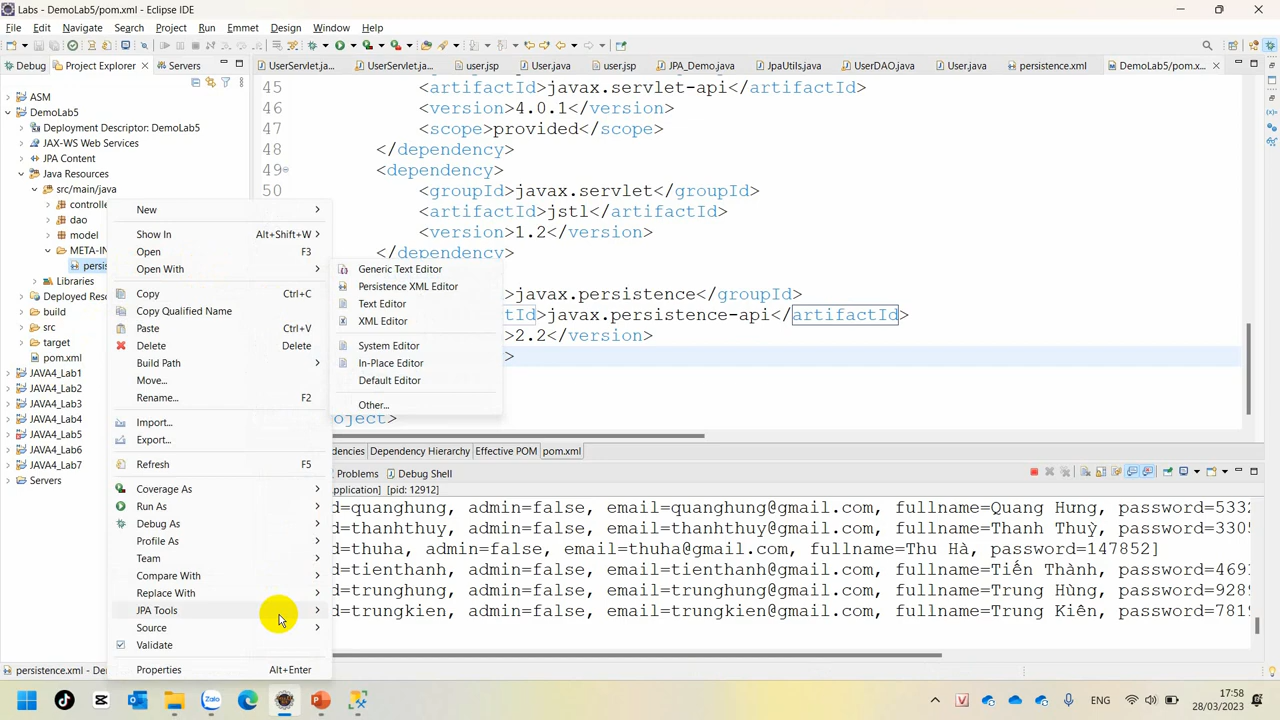 Labs - DemoLab5/pom.xml - Eclipse IDE
File Edit Navigate Search Project Run Emmet Design Window Help
Debug Project Explorer Servers
UserServlet.ja... UserServlet.ja... user.jsp User.java user.jsp JPA_Demo.java JpaUtils.java UserDAO.java User.java persistence.xml DemoLab5/pom.x...
ASM
DemoLab5
Deployment Descriptor: DemoLab5
JAX-WS Web Services
JPA Content
Java Resources
src/main/java
controlle
dao
model
META-IN
persis
Libraries
Deployed Reso
build
src
target
pom.xml
JAVA4_Lab1
JAVA4_Lab2
JAVA4_Lab3
JAVA4_Lab4
JAVA4_Lab5
JAVA4_Lab6
JAVA4_Lab7
Servers
45 <artifactId>javax.servlet-api</artifactId>
46 <version>4.0.1</version>
47 <scope>provided</scope>
48 </dependency>
49 <dependency>
50 <groupId>javax.servlet</groupId>
<artifactId>jstl</artifactId>
<version>1.2</version>
</dependency>
>javax.persistence</groupId>
tId>javax.persistence-api</artifactId>
>2.2</version>
>
oject>
New
Show In Alt+Shift+W
Open F3
Open With
Copy Ctrl+C
Copy Qualified Name
Paste Ctrl+V
Delete Delete
Build Path
Move...
Rename... F2
Import...
Export...
Refresh F5
Coverage As
Run As
Debug As
Profile As
Team
Compare With
Replace With
JPA Tools
Source
Validate
Properties Alt+Enter
Generic Text Editor
Persistence XML Editor
Text Editor
XML Editor
System Editor
In-Place Editor
Default Editor
Other...
dencies Dependency Hierarchy Effective POM pom.xml
Problems Debug Shell
pplication] [pid: 12912]
d=quanghung, admin=false, email=quanghung@gmail.com, fullname=Quang Hưng, password=5332
d=thanhthuy, admin=false, email=thanhthuy@gmail.com, fullname=Thanh Thuỳ, password=3305
d=thuha, admin=false, email=thuha@gmail.com, fullname=Thu Hà, password=147852]
d=tienthanh, admin=false, email=tienthanh@gmail.com, fullname=Tiến Thành, password=4691
d=trunghung, admin=false, email=trunghung@gmail.com, fullname=Trung Hùng, password=9289
d=trungkien, admin=false, email=trungkien@gmail.com, fullname=Trung Kiên, password=7819
persistence.xml - De
Zalo
ENG
17:58
28/03/2023